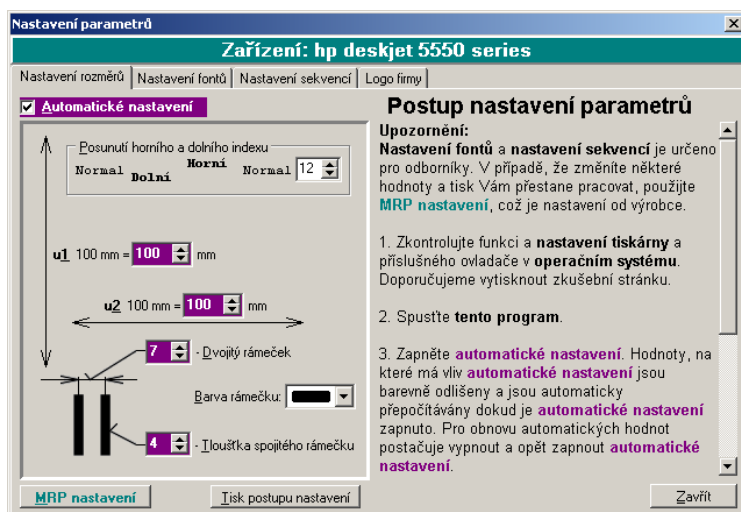 Nastavení parametrů
Zařízení: hp deskjet 5550 series
Nastavení rozměrů Nastavení fontů Nastavení sekvencí Logo firmy
Automatické nastavení
Posunutí horního a dolního indexu
Normal Dolní Horní Normal 12
u1 100 mm = 100 mm
u2 100 mm = 100 mm
7 - Dvojitý rámeček
Barva rámečku:
4 - Tloušťka spojitého rámečku
MRP nastavení Tisk postupu nastavení
Postup nastavení parametrů
Upozornění:
Nastavení fontů a nastavení sekvencí je určeno
pro odborníky. V případě, že změníte některé
hodnoty a tisk Vám přestane pracovat, použijte
MRP nastavení, což je nastavení od výrobce.
1. Zkontrolujte funkci a nastavení tiskárny a
příslušného ovladače v operačním systému.
Doporučujeme vytisknout zkušební stránku.
2. Spusťte tento program.
3. Zapněte automatické nastavení. Hodnoty, na
které má vliv automatické nastavení jsou
barevně odlišeny a jsou automaticky
přepočítávány dokud je automatické nastavení
zapnuto. Pro obnovu automatických hodnot
postačuje vypnout a opět zapnout automatické
nastavení.
Zavřít